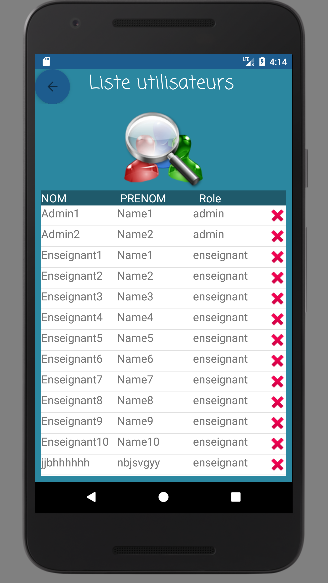 LTE 4:14
Liste utilisateurs
NOM PRENOM Role
Admin1 Name1 admin
Admin2 Name2 admin
Enseignant1 Name1 enseignant
Enseignant2 Name2 enseignant
Enseignant3 Name3 enseignant
Enseignant4 Name4 enseignant
Enseignant5 Name5 enseignant
Enseignant6 Name6 enseignant
Enseignant7 Name7 enseignant
Enseignant8 Name8 enseignant
Enseignant9 Name9 enseignant
Enseignant10 Name10 enseignant
jjbhhhhhh nbjsvgyy enseignant